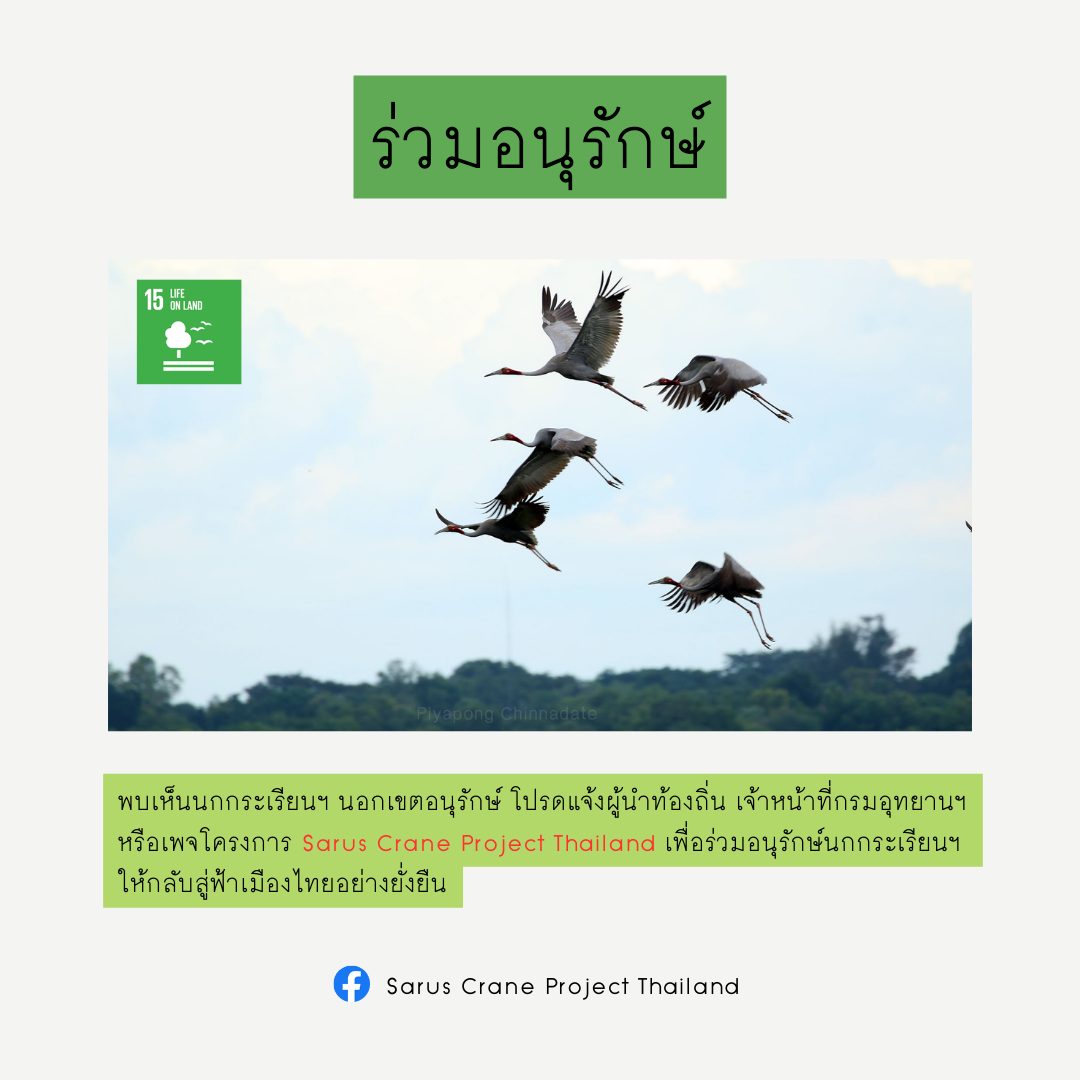 ร่วมอนุรักษ์
15 LIFE
ON LAND
Piyapong Chinnadate
พบเห็นนกกระเรียนฯ นอกเขตอนุรักษ์ โปรดแจ้งผู้นำท้องถิ่น เจ้าหน้าที่กรมอุทยานฯ
หรือเพจโครงการ Sarus Crane Project Thailand เพื่อร่วมอนุรักษ์นกกระเรียนฯ
ให้กลับสู่ฟ้าเมืองไทยอย่างยั่งยืน
Sarus Crane Project Thailand